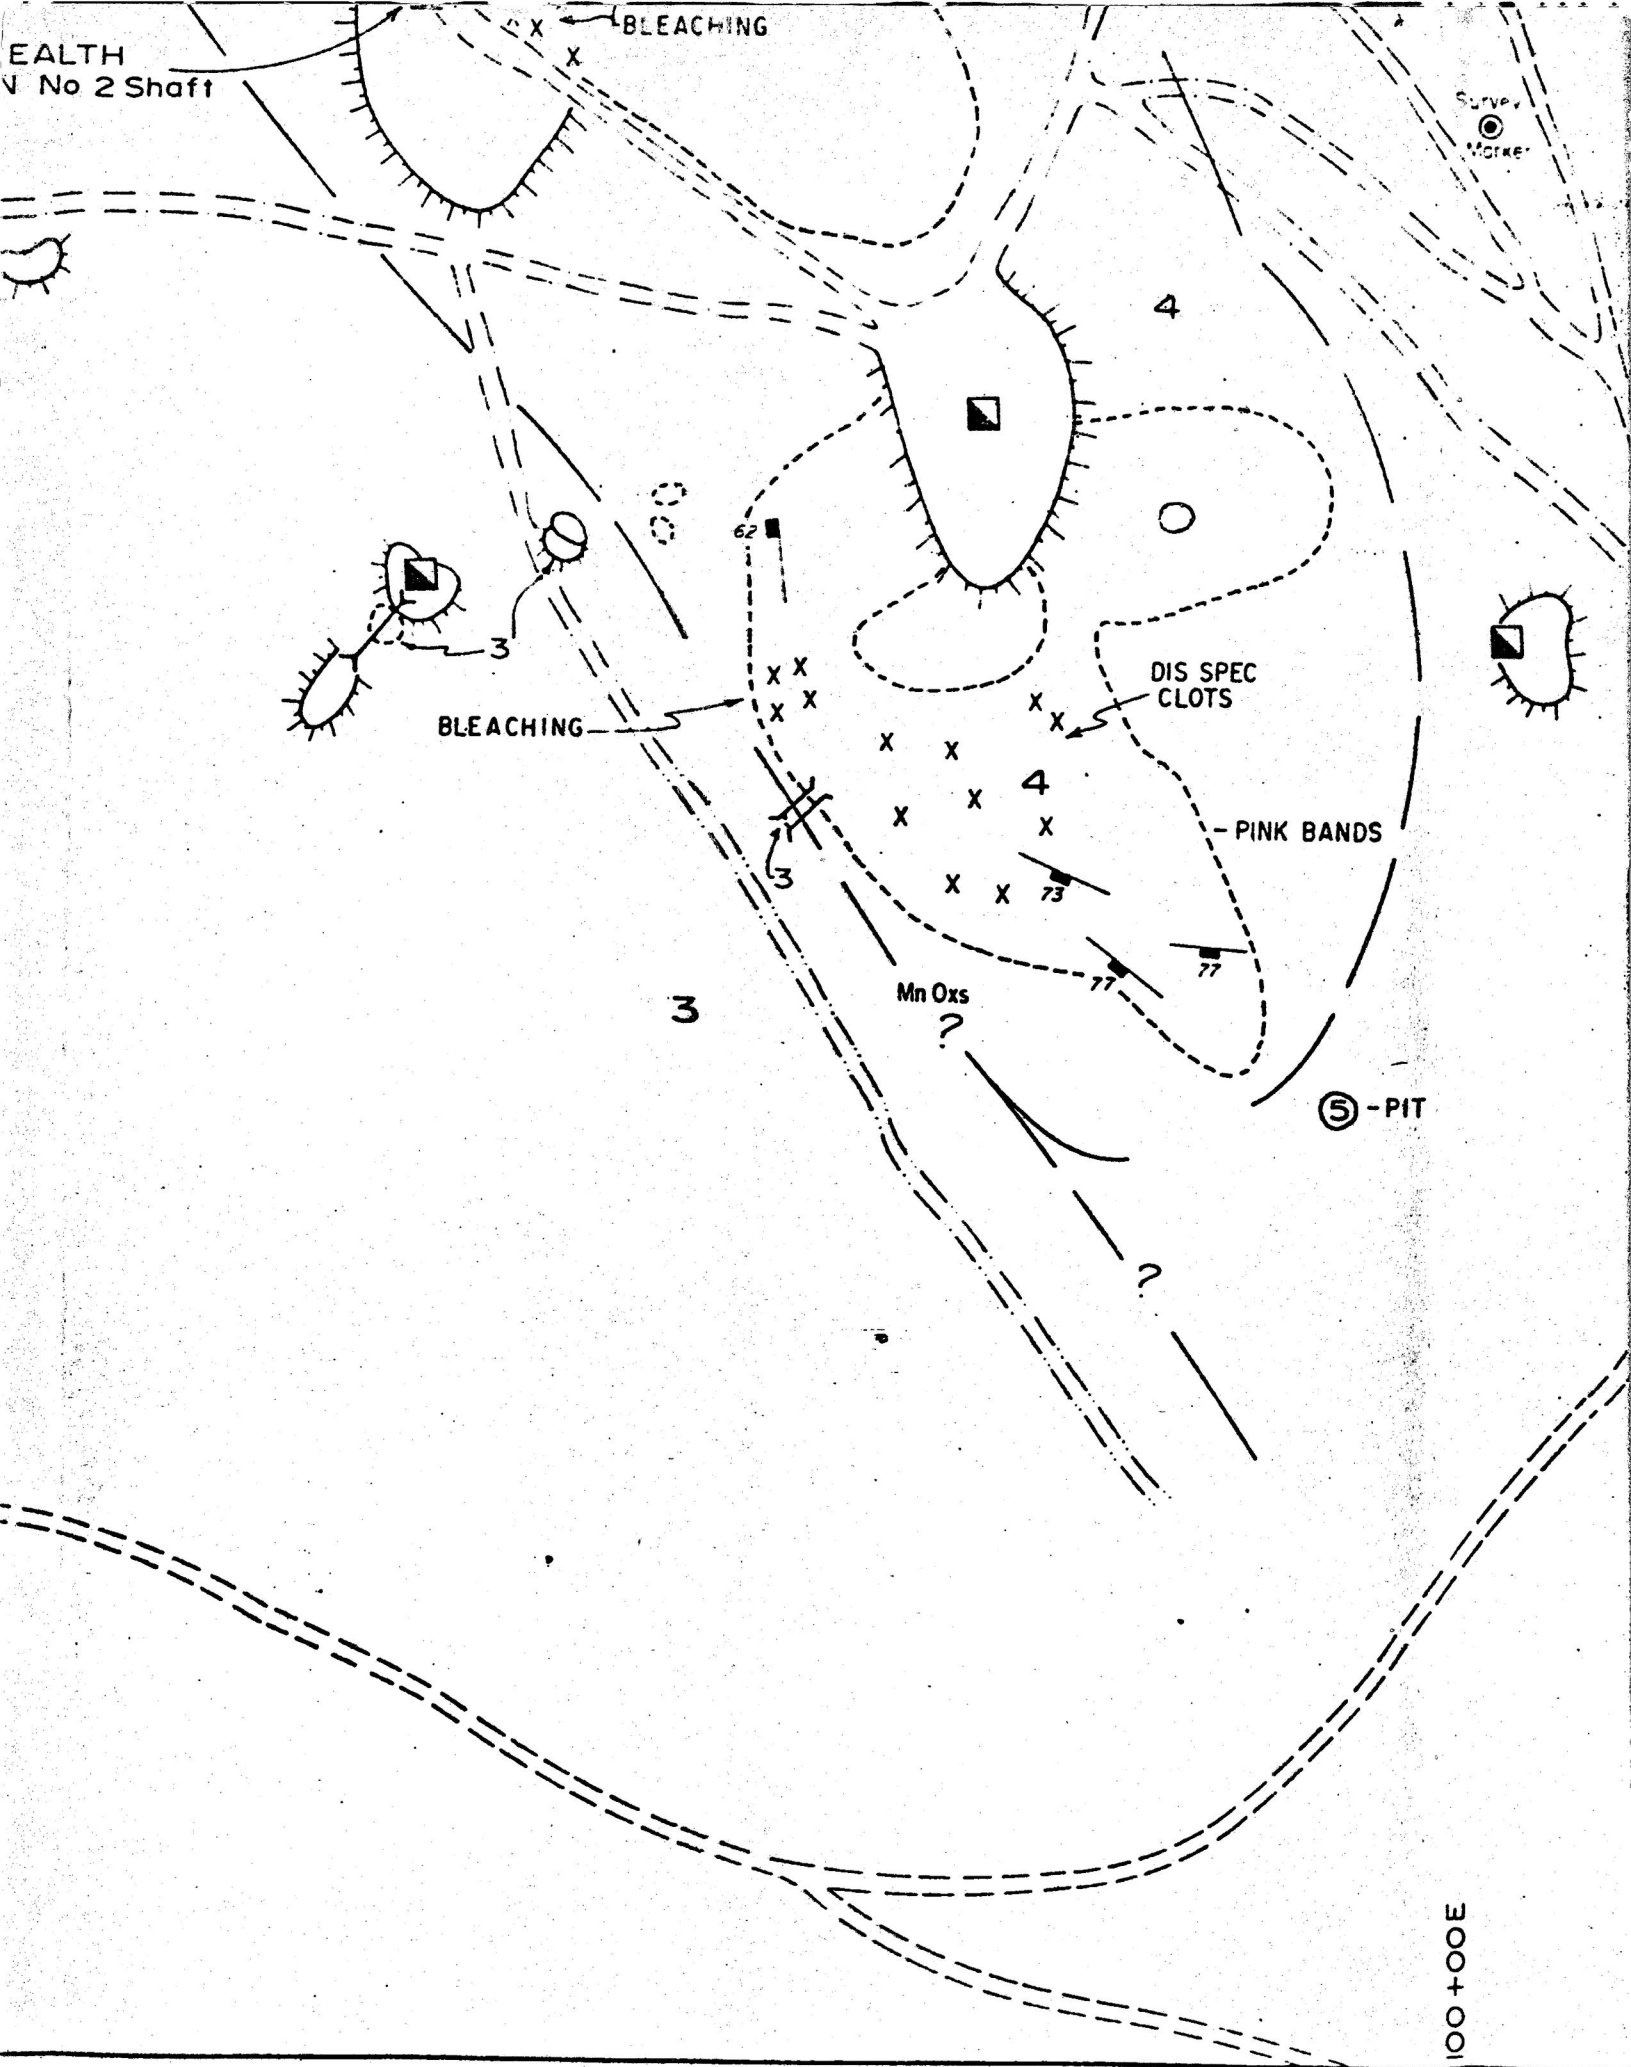 BLEACHING
EALTH
No 2 Shaft
Survey
Marker
4
62
3
DIS SPEC
CLOTS
BLEACHING
4
PINK BANDS
3
73
77
77
Mn Oxs
3
?
5 - PIT
?
100+00E